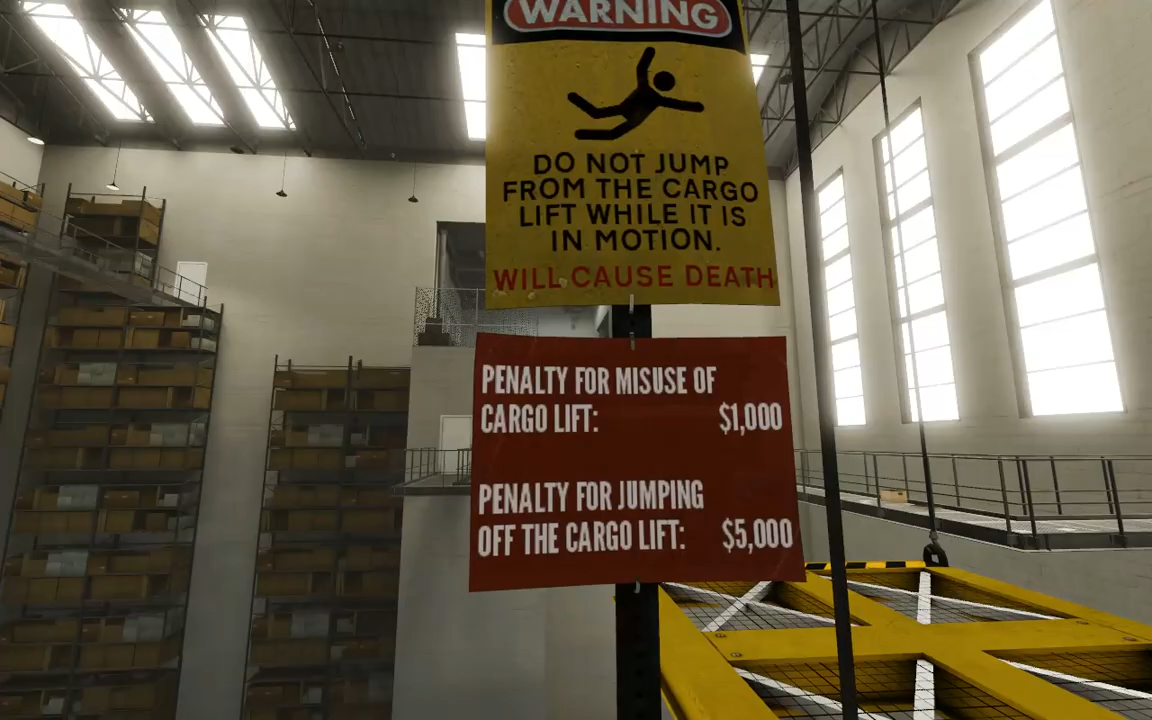 WARNING
DO NOT JUMP
FROM THE CARGO
LIFT WHILE IT IS
IN MOTION.
WILL CAUSE DEATH
PENALTY FOR MISUSE OF
CARGO LIFT: $1,000
PENALTY FOR JUMPING
OFF THE CARGO LIFT: $5,000